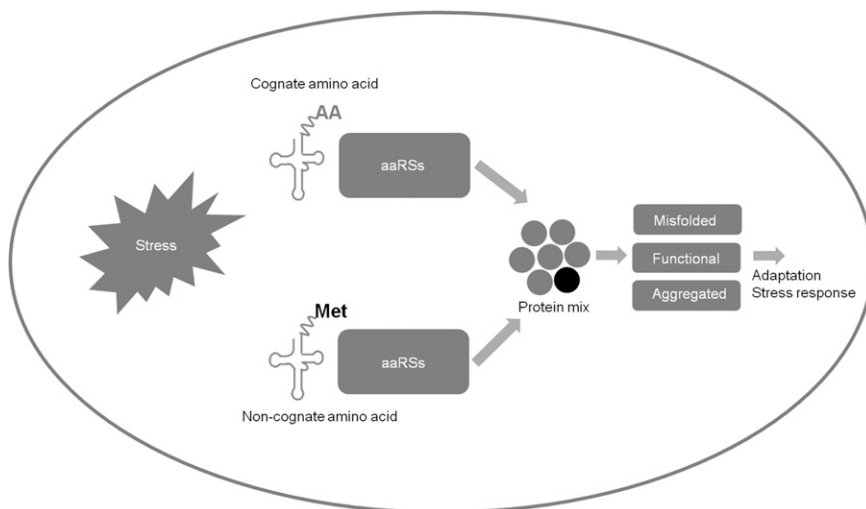 Cognate amino acid
AA
aaRSs
Stress
Met
aaRSs
Non-cognate amino acid
Protein mix
Misfolded
Functional
Aggregated
Adaptation
Stress response